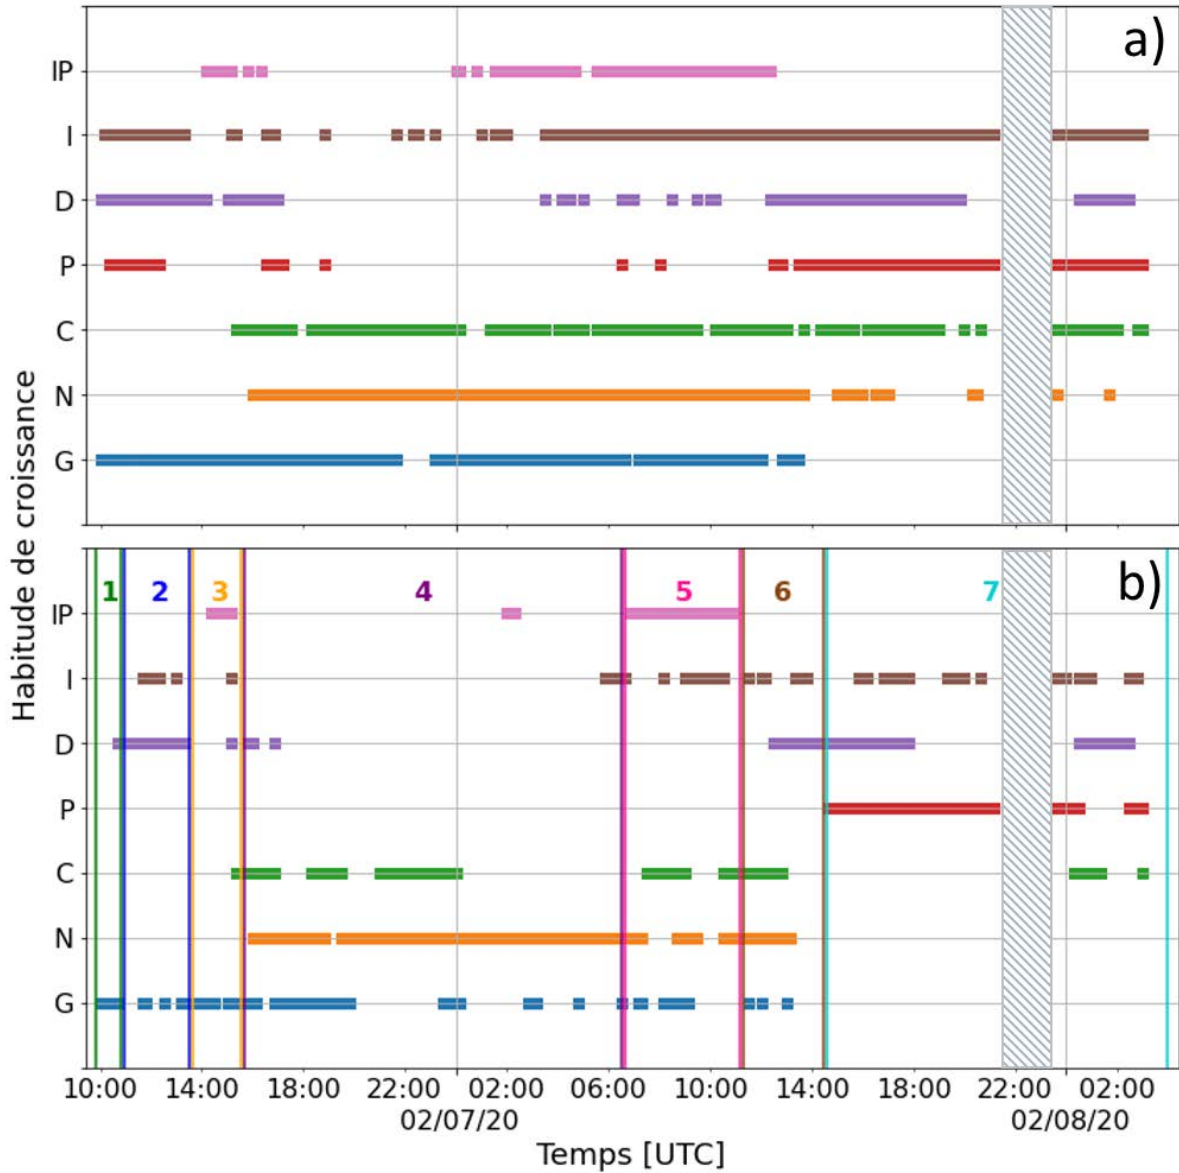 a)
IP
I
D
P
C
N
G
Habitude de croissance
b)
1 2 3 4 5 6 7
IP
I
D
P
C
N
G
10:00 14:00 18:00 22:00 02:00 06:00 10:00 14:00 18:00 22:00 02:00
02/07/20 02/08/20
Temps [UTC]